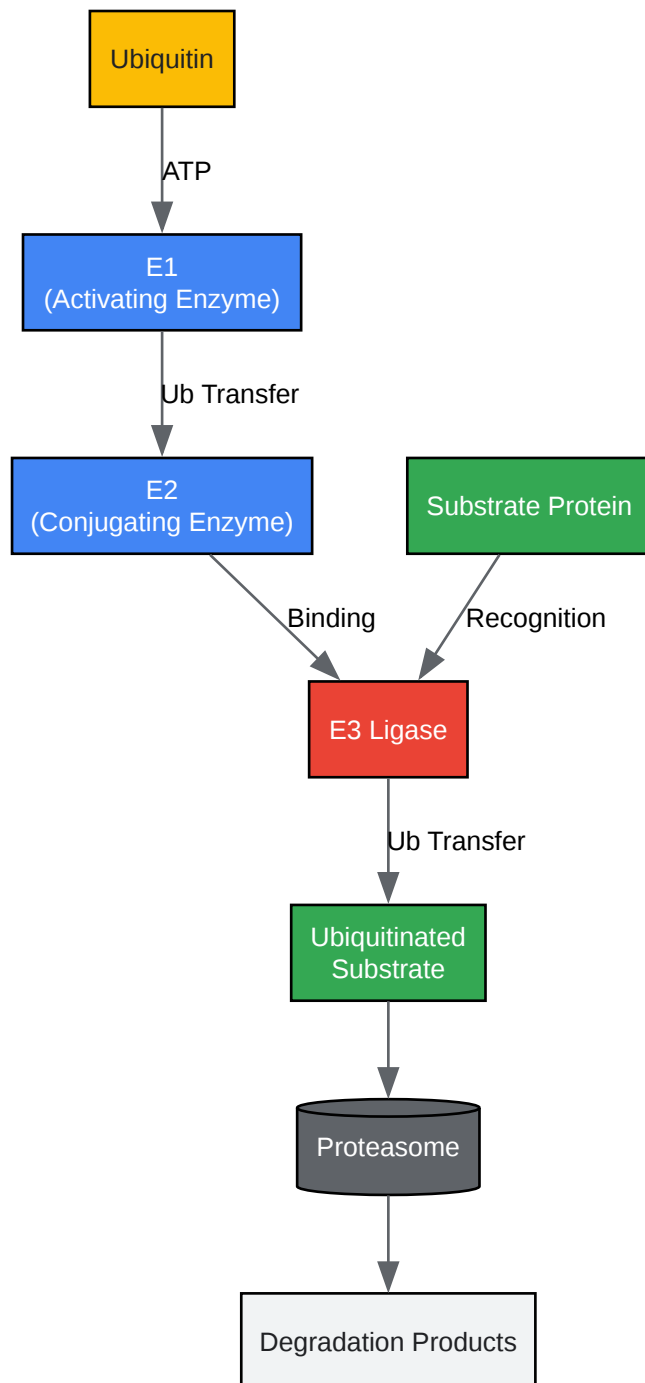 Ubiquitin
ATP
E1
(Activating Enzyme)
Ub Transfer
E2
(Conjugating Enzyme)
Substrate Protein
Binding
Recognition
E3 Ligase
Ub Transfer
Ubiquitinated
Substrate
Proteasome
Degradation Products